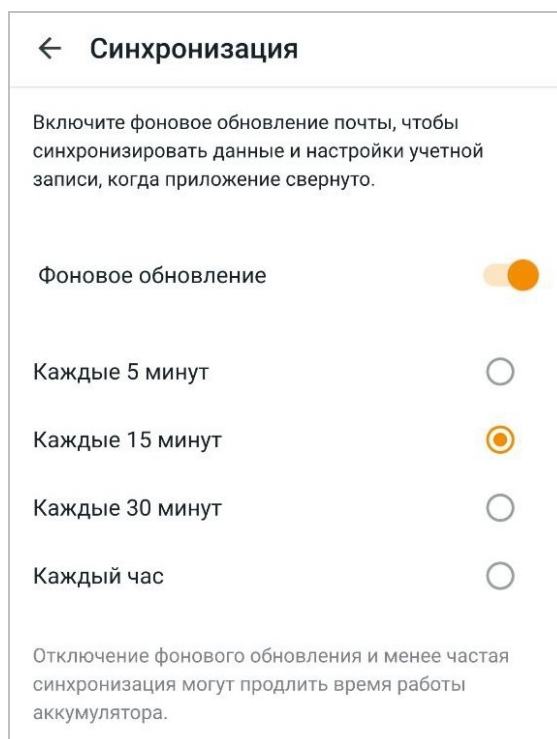 Синхронизация
Включите фоновое обновление почты, чтобы
синхронизировать данные и настройки учетной
записи, когда приложение свернуто.
Фоновое обновление
Каждые 5 минут
Каждые 15 минут
Каждые 30 минут
Каждый час
Отключение фонового обновления и менее частая
синхронизация могут продлить время работы
аккумулятора.